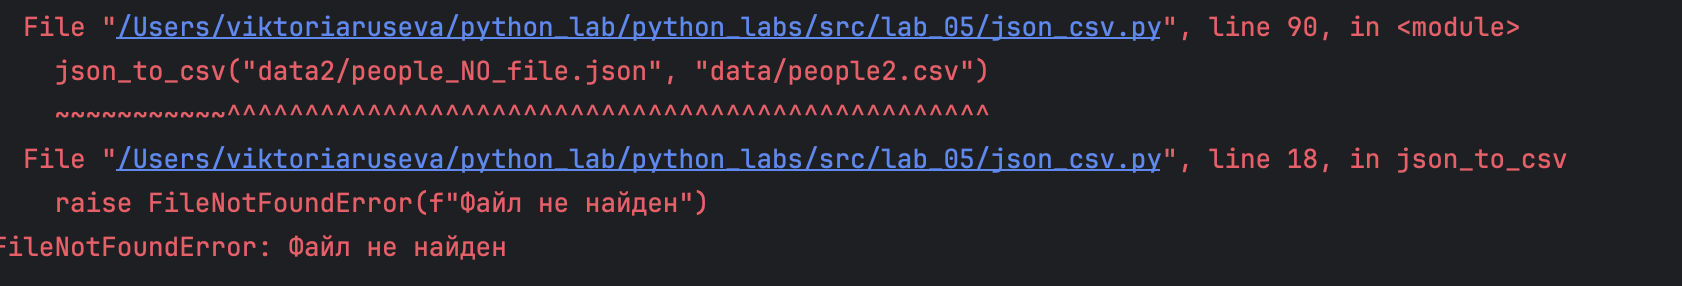 File "/Users/viktoriaruseva/python_lab/python_labs/src/lab_05/json_csv.py", line 90, in <module>
json_to_csv("data2/people_NO_file.json", "data/people2.csv")
~~~~~~~~~~~^^^^^^^^^^^^^^^^^^^^^^^^^^^^^^^^^^^^^^^^^^^^^^^^^
File "/Users/viktoriaruseva/python_lab/python_labs/src/lab_05/json_csv.py", line 18, in json_to_csv
raise FileNotFoundError(f"Файл не найден")
FileNotFoundError: Файл не найден